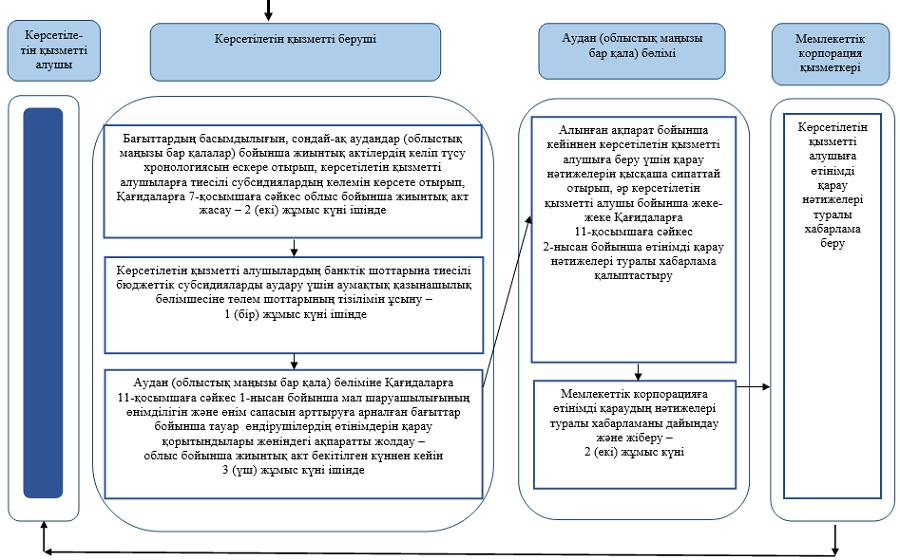 Көрсетіле-
тін қызметті
алушы
Көрсетілетін қызметті беруші
Аудан (облыстық маңызы
бар қала) бөлімі
Мемлекеттік
корпорация
қызметкері
Бағыттардың басымдылығын, сондай-ақ аудандар (облыстық
маңызы бар қалалар) бойынша жиынтық актілердің келіп түсу
хронологиясын ескере отырып, көрсетілетін қызметті
алушыларға тиесілі субсидиялардың көлемін көрсете отырып,
Қағидаларға 7-қосымшаға сәйкес облыс бойынша жиынтық акт
жасау – 2 (екі) жұмыс күні ішінде
Көрсетілетін қызметті алушылардың банктік шоттарына тиесілі
бюджеттік субсидияларды аудару үшін аумақтық қазынашылық
бөлімшесіне төлем шоттарының тізілімін ұсыну –
1 (бір) жұмыс күні ішінде
Аудан (облыстық маңызы бар қала) бөліміне Қағидаларға
11-қосымшаға сәйкес 1-нысан бойынша мал шаруашылығының
өнімділігін және өнім сапасын арттыруға арналған бағыттар
бойынша тауар өндірушілердің өтінімдерін қарау
қорытындылары жөніндегі ақпаратты жолдау –
облыс бойынша жиынтық акт бекітілген күннен кейін
3 (үш) жұмыс күні ішінде
Алынған ақпарат бойынша
кейіннен көрсетілетін қызметті
алушыға беру үшін қарау
нәтижелерін қысқаша сипаттай
отырып, әр көрсетілетін
қызметті алушы бойынша жеке-
жеке Қағидаларға
11-қосымшаға сәйкес
2-нысан бойынша өтінімді қарау
нәтижелері туралы хабарлама
қалыптастыру
Мемлекеттік корпорацияға
өтінімді қараудың нәтижелері
туралы хабарламаны дайындау
және жіберу –
2 (екі) жұмыс күні
Көрсетілетін
қызметті
алушыға
өтінімді
қарау
нәтижелері
туралы
хабарлама
беру